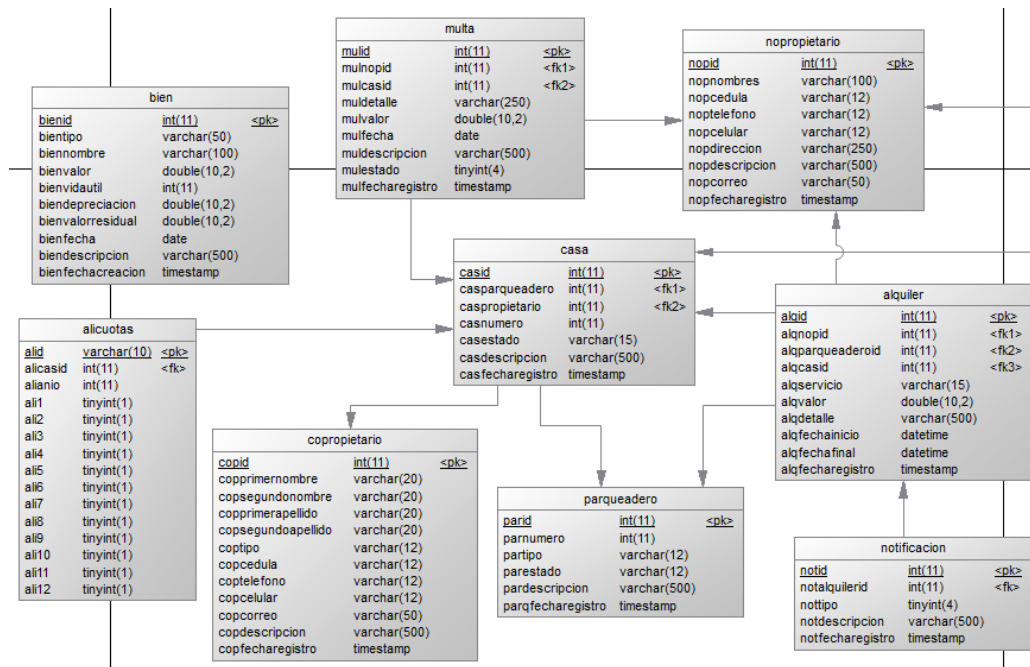 multa
mulid int(11) <pk>
mulnopid int(11) <fk1>
mulcasid int(11) <fk2>
muldetalle varchar(250)
mulvalor double(10,2)
mulfecha date
muldescripcion varchar(500)
mulestado tinyint(4)
mulfecharegistro timestamp
nopropietario
nopid int(11) <pk>
nopnombres varchar(100)
nopcedula varchar(12)
noptelefono varchar(12)
nopcelular varchar(12)
nopdireccion varchar(250)
nopdescripcion varchar(500)
nopcorreo varchar(50)
nopfecharegistro timestamp
bien
bienid int(11) <pk>
bientipo varchar(50)
biennombre varchar(100)
bienvalor double(10,2)
bienvidautil int(11)
biendepreciacion double(10,2)
bienvalorresidual double(10,2)
bienfecha date
biendescripcion varchar(500)
bienfechacreacion timestamp
casa
casid int(11) <pk>
casparqueadero int(11) <fk1>
caspropietario int(11) <fk2>
casnumero int(11)
casestado varchar(15)
casdescripcion varchar(500)
casfecharegistro timestamp
alquiler
alqid int(11) <pk>
alqnopid int(11) <fk1>
alqparqueaderoid int(11) <fk2>
alqcasid int(11) <fk3>
alqservicio varchar(15)
alqvalor double(10,2)
alqdetalle varchar(500)
alqfechainicio datetime
alqfechafinal datetime
alqfecharegistro timestamp
alicuotas
alid varchar(10) <pk>
alicasid int(11) <fk>
alianio int(11)
ali1 tinyint(1)
ali2 tinyint(1)
ali3 tinyint(1)
ali4 tinyint(1)
ali5 tinyint(1)
ali6 tinyint(1)
ali7 tinyint(1)
ali8 tinyint(1)
ali9 tinyint(1)
ali10 tinyint(1)
ali11 tinyint(1)
ali12 tinyint(1)
copropietario
copid int(11) <pk>
copprimernombre varchar(20)
copsegundonombre varchar(20)
copprimerapellido varchar(20)
copsegundoapellido varchar(20)
coptipo varchar(12)
copcedula varchar(12)
coptelefono varchar(12)
copcelular varchar(12)
copcorreo varchar(50)
copdescripcion varchar(500)
copfecharegistro timestamp
parqueadero
parid int(11) <pk>
parnumero int(11)
partipo varchar(12)
parestado varchar(12)
pardescripcion varchar(500)
parqfecharegistro timestamp
notificacion
notid int(11) <pk>
notalquilerid int(11) <fk>
nottipo tinyint(4)
notdescripcion varchar(500)
notfecharegistro timestamp